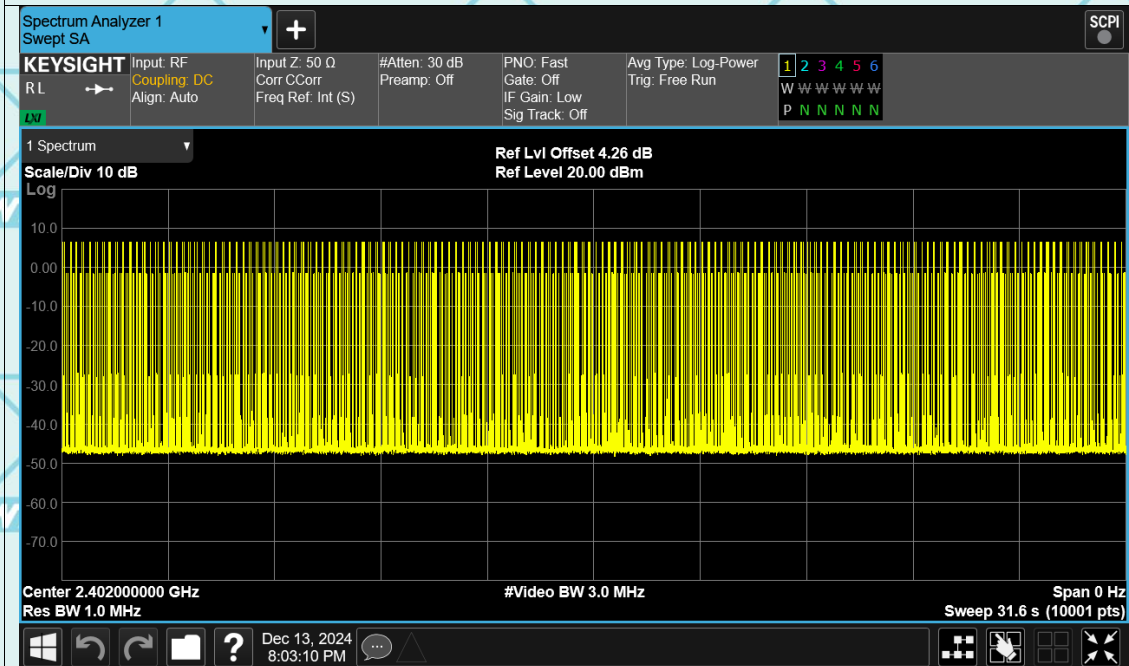 Spectrum Analyzer 1
Swept SA
+
SCPI
KEYSIGHT
R L
LXI
Input: RF
Coupling: DC
Align: Auto
Input Z: 50 Ω
Corr CCorr
Freq Ref: Int (S)
#Atten: 30 dB
Preamp: Off
PNO: Fast
Gate: Off
IF Gain: Low
Sig Track: Off
Avg Type: Log-Power
Trig: Free Run
1 2 3 4 5 6
W W W W W W
P N N N N N
1 Spectrum
Scale/Div 10 dB
Ref Lvl Offset 4.26 dB
Ref Level 20.00 dBm
Log
10.0
0.00
-10.0
-20.0
-30.0
-40.0
-50.0
-60.0
-70.0
Center 2.402000000 GHz
#Video BW 3.0 MHz
Span 0 Hz
Res BW 1.0 MHz
Sweep 31.6 s (10001 pts)
?
Dec 13, 2024
8:03:10 PM